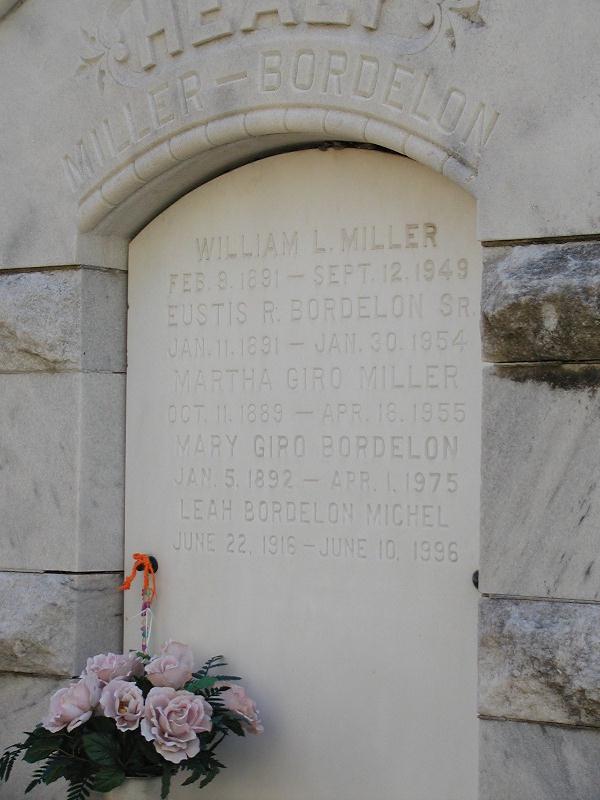 HEALY
MILLER-BORDELON
WILLIAM L. MILLER
FEB. 9. 1891 — SEPT. 12. 1949
EUSTIS R. BORDELON SR.
JAN. 11. 1891 — JAN. 30. 1954
MARTHA GIRO MILLER
OCT. 11. 1889 — APR. 18. 1955
MARY GIRO BORDELON
JAN. 5. 1892 — APR. 1. 1975
LEAH BORDELON MICHEL
JUNE 22, 1916 — JUNE 10, 1996